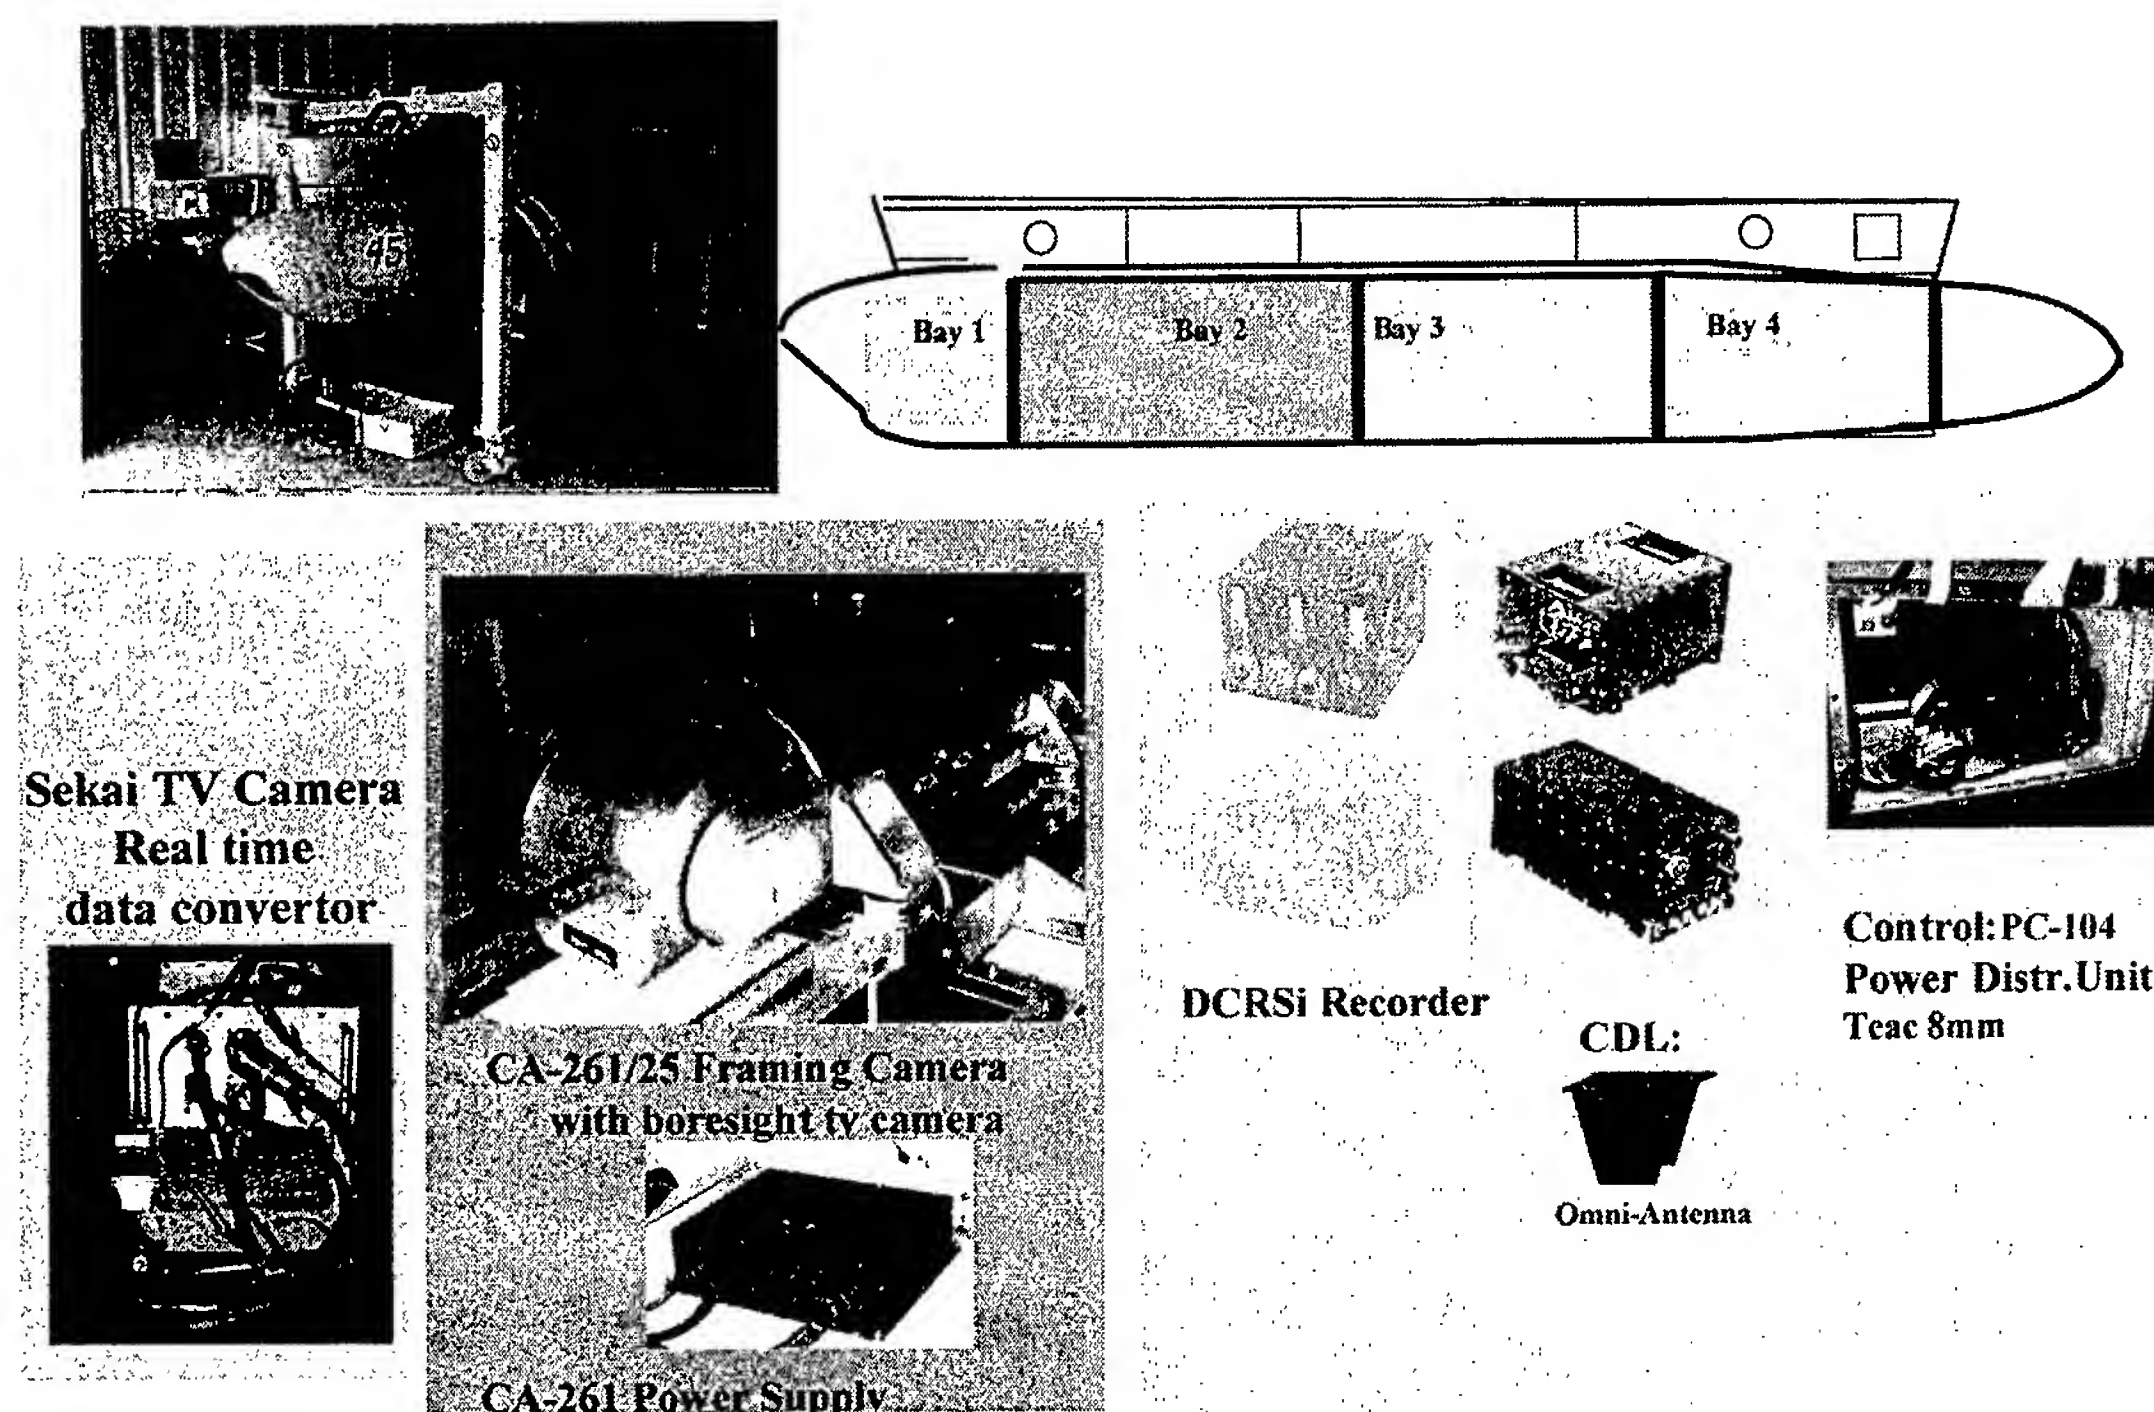 45
Bay 1
Bay 2
Bay 3
Bay 4
Sekai TV Camera
Real time
data convertor
CA-261/25 Framing Camera
with boresight tv camera
CA-261 Power Supply
DCRSi Recorder
CDL:
Omni-Antenna
Control:PC-104
Power Distr.Unit
Teac 8mm